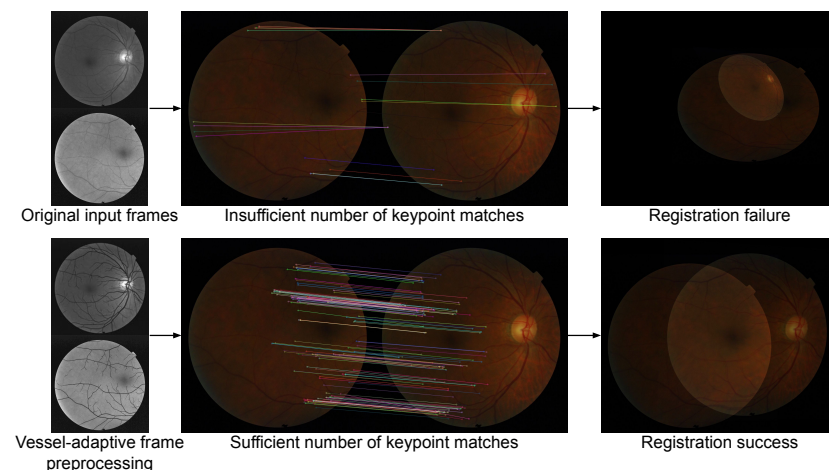 Original input frames
Insufficient number of keypoint matches
Registration failure
Vessel-adaptive frame
preprocessing
Sufficient number of keypoint matches
Registration success